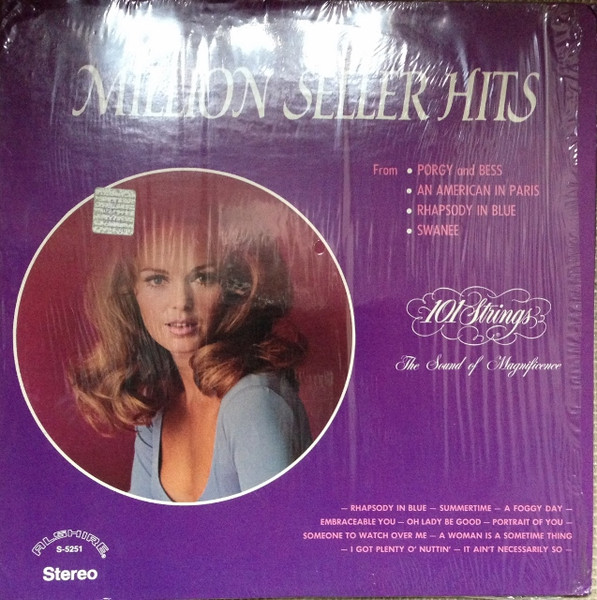 MILLION SELLER HITS
From • PORGY and BESS
• AN AMERICAN IN PARIS
• RHAPSODY IN BLUE
• SWANEE
101 Strings
The Sound of Magnificence
— RHAPSODY IN BLUE — SUMMERTIME — A FOGGY DAY —
EMBRACEABLE YOU — OH LADY BE GOOD — PORTRAIT OF YOU —
SOMEONE TO WATCH OVER ME — A WOMAN IS A SOMETIME THING
— I GOT PLENTY O' NUTTIN' — IT AIN'T NECESSARILY SO —
ALSHIRE
S-5251
Stereo